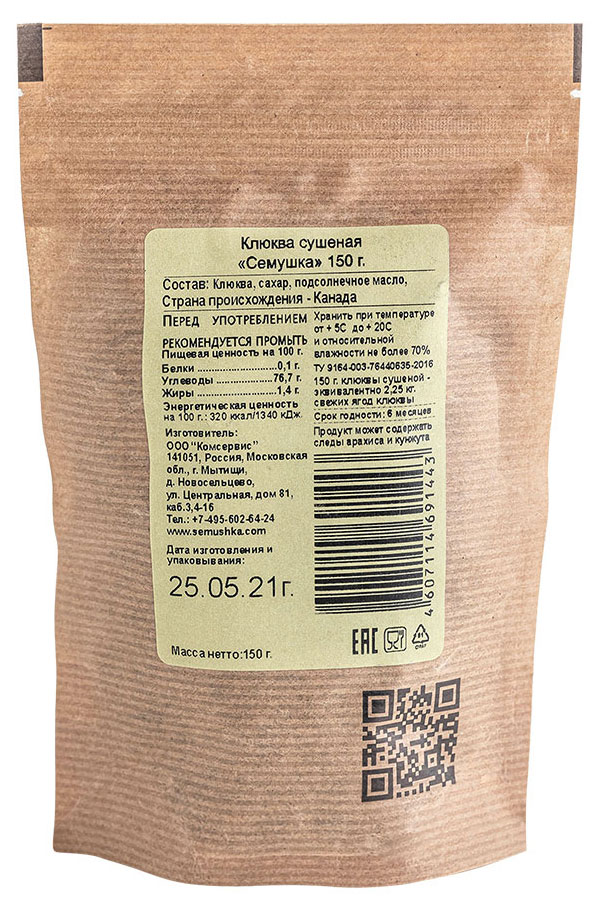 Клюква сушеная
«Семушка» 150 г.
Состав: Клюква, сахар, подсолнечное масло,
Страна происхождения - Канада
Перед употреблением
РЕКОМЕНДУЕТСЯ ПРОМЫТЬ
Пищевая ценность на 100 г.
Белки ...............0,1 г.
Углеводы ...............76,7 г.
Жиры ...............1,4 г.
Энергетическая ценность
на 100 г.: 320 ккал/1340 кДж.
Изготовитель:
ООО "Комсервис"
141051, Россия, Московская
обл., г. Мытищи,
д. Новосельцево,
ул. Центральная, дом 81,
каб.3,4-16
Тел.: +7-495-602-64-24
www.semushka.com
Дата изготовления и
упаковывания:
25.05.21г.
Масса нетто:150 г.
Хранить при температуре
от + 5С до + 20С
и относительной
влажности не более 70%
ТУ 9164-003-76440635-2016
150 г. клюквы сушеной -
эквивалентно 2,25 кг.
свежих ягод клюквы
Срок годности: 6 месяцев
Продукт может содержать
следы арахиса и кунжута
4607114691443
ЕАС